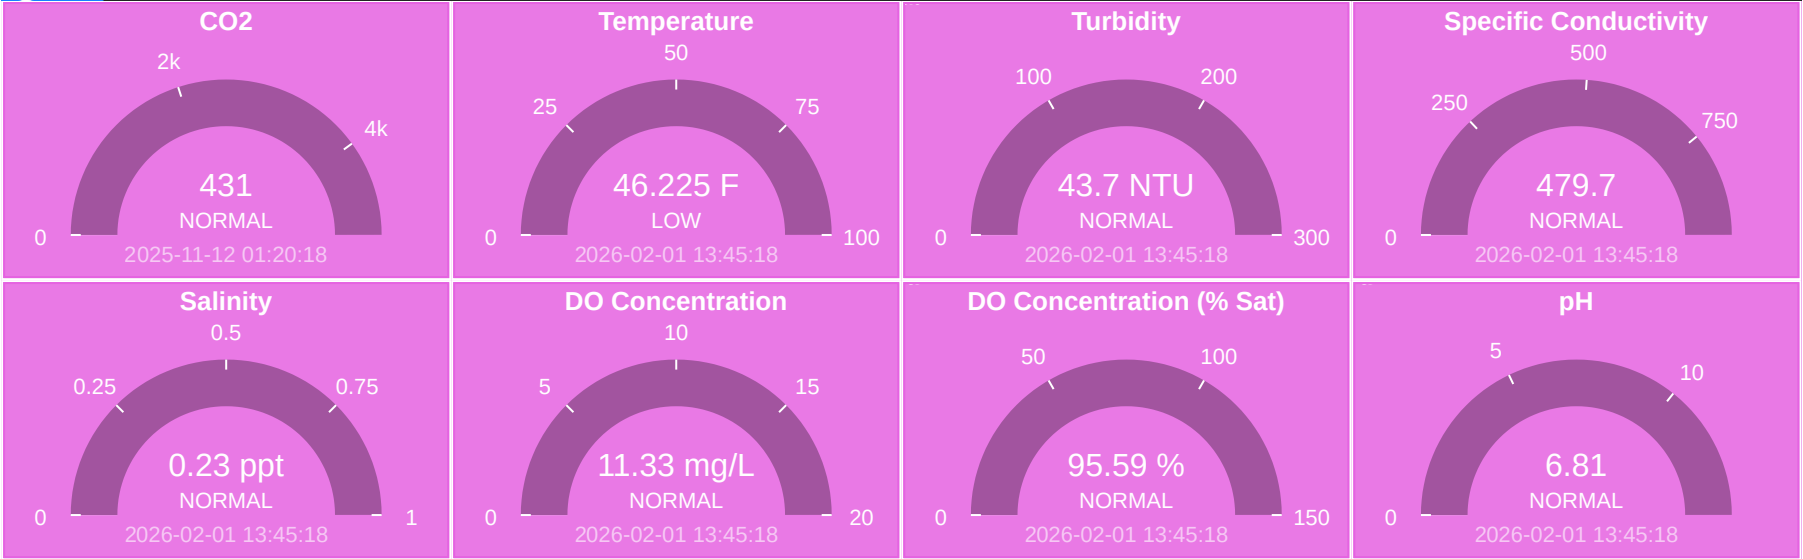 CO2
2k
4k
0
431
NORMAL
2025-11-12 01:20:18
Temperature
50
25
75
0
100
46.225 F
LOW
2026-02-01 13:45:18
Turbidity
100
200
0
300
43.7 NTU
NORMAL
2026-02-01 13:45:18
Specific Conductivity
500
250
750
0
479.7
NORMAL
2026-02-01 13:45:18
Salinity
0.5
0.25
0.75
0
1
0.23 ppt
NORMAL
2026-02-01 13:45:18
DO Concentration
10
5
15
0
20
11.33 mg/L
NORMAL
2026-02-01 13:45:18
DO Concentration (% Sat)
50
100
0
150
95.59 %
NORMAL
2026-02-01 13:45:18
pH
5
10
0
6.81
NORMAL
2026-02-01 13:45:18